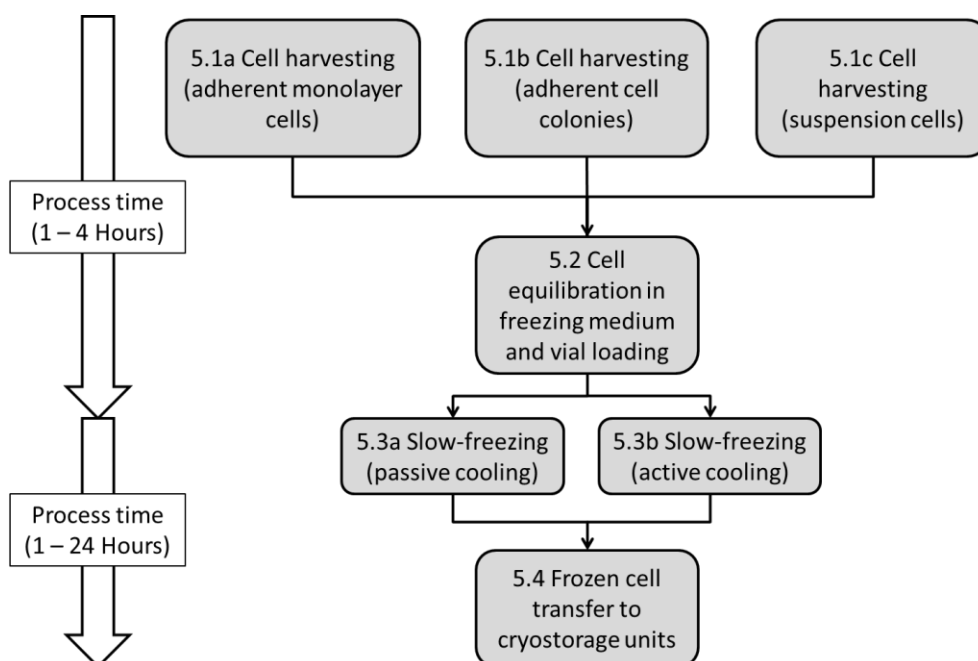 5.1a Cell harvesting
(adherent monolayer
cells)
5.1b Cell harvesting
(adherent cell
colonies)
5.1c Cell
harvesting
(suspension cells)
Process time
(1 – 4 Hours)
5.2 Cell
equilibration in
freezing medium
and vial loading
5.3a Slow-freezing
(passive cooling)
5.3b Slow-freezing
(active cooling)
Process time
(1 – 24 Hours)
5.4 Frozen cell
transfer to
cryostorage units